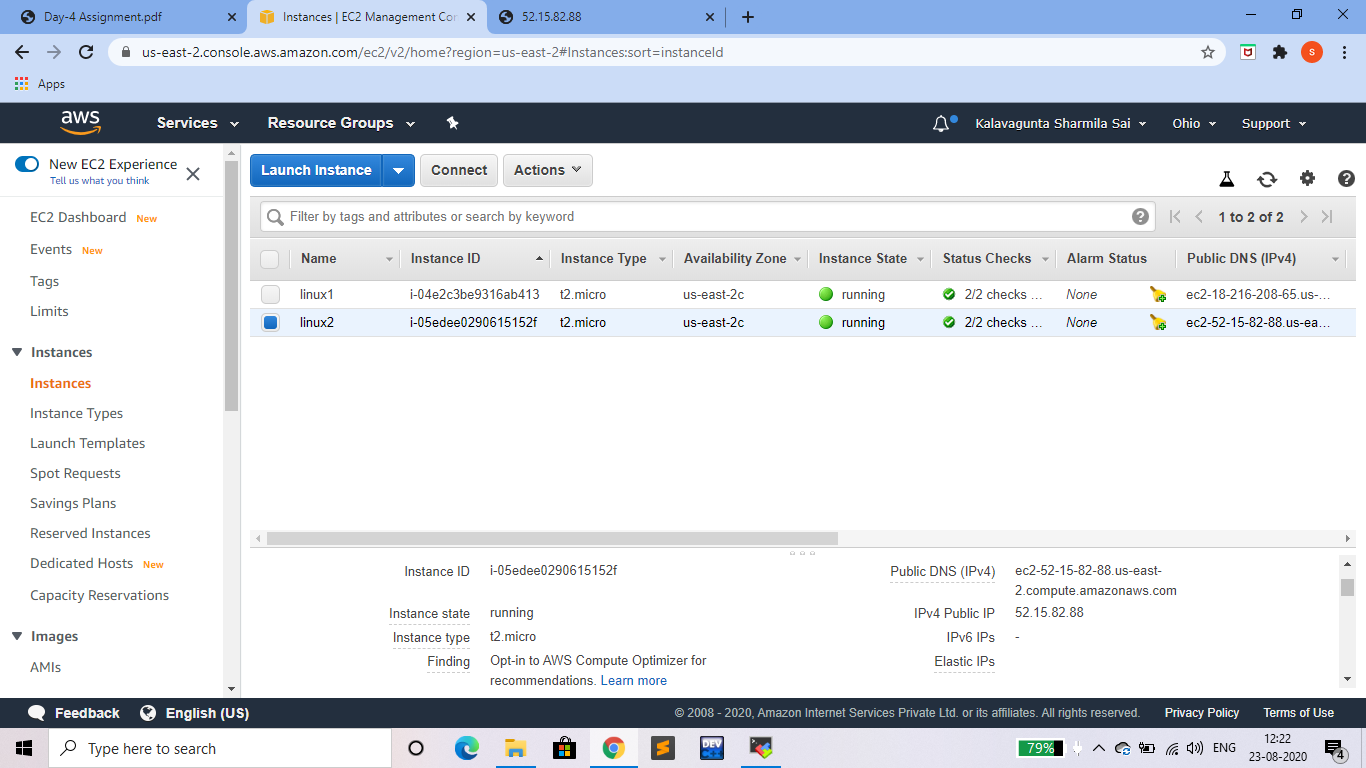 Day-4 Assignment.pdf
Instances | EC2 Management Con
52.15.82.88
us-east-2.console.aws.amazon.com/ec2/v2/home?region=us-east-2#Instances:sort=instanceId
S
Apps
aws
Services
Resource Groups
Kalavagunta Sharmila Sai
Ohio
Support
New EC2 Experience
Tell us what you think
EC2 Dashboard New
Events New
Tags
Limits
Instances
Instances
Instance Types
Launch Templates
Spot Requests
Savings Plans
Reserved Instances
Dedicated Hosts New
Capacity Reservations
Images
AMIs
Launch Instance
Connect
Actions
Filter by tags and attributes or search by keyword
1 to 2 of 2
Name Instance ID Instance Type Availability Zone Instance State Status Checks Alarm Status Public DNS (IPv4)
linux1 i-04e2c3be9316ab413 t2.micro us-east-2c running 2/2 checks ... None ec2-18-216-208-65.us-...
linux2 i-05edee0290615152f t2.micro us-east-2c running 2/2 checks ... None ec2-52-15-82-88.us-ea...
Instance ID i-05edee0290615152f
Instance state running
Instance type t2.micro
Finding Opt-in to AWS Compute Optimizer for
recommendations. Learn more
Public DNS (IPv4) ec2-52-15-82-88.us-east-
2.compute.amazonaws.com
IPv4 Public IP 52.15.82.88
IPv6 IPs -
Elastic IPs
Feedback
English (US)
© 2008 - 2020, Amazon Internet Services Private Ltd. or its affiliates. All rights reserved.
Privacy Policy
Terms of Use
Type here to search
DEV
79%
ENG
12:22
23-08-2020
4